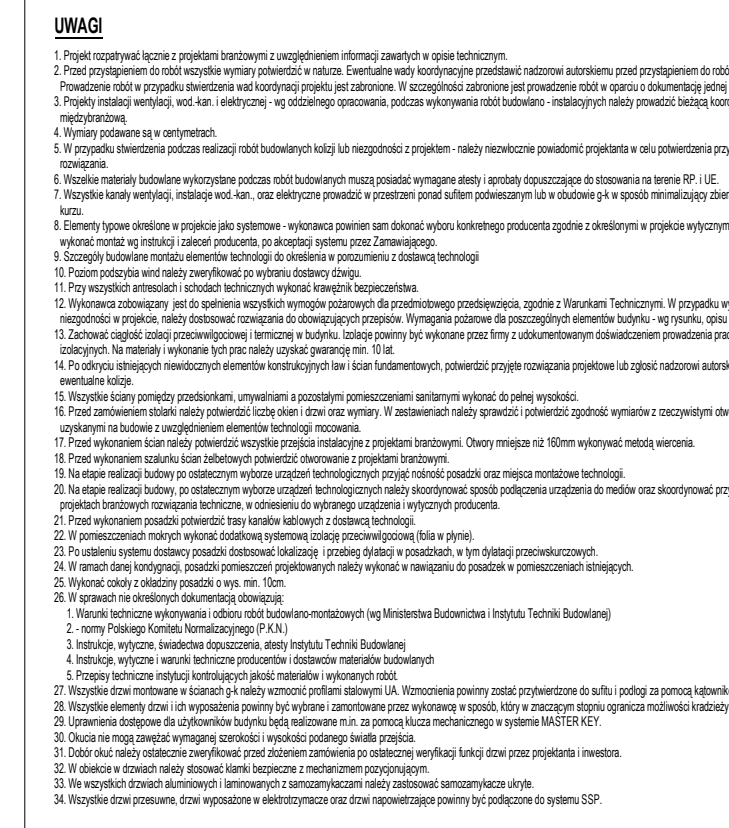 UWAGI
1. Projekt rozpatrywać łącznie z projektami branżowymi z uwzględnieniem informacji zawartych w opisie technicznym.
2. Przed przystąpieniem do robót wszystkie wymiary potwierdzić w naturze. Ewentualne wady koordynacyjne przedstawić nadzorowi autorskiemu przed przystąpieniem do robó
Prowadzenie robót w przypadku stwierdzenia wad koordynacji projektu jest zabronione. W szczególności zabronione jest prowadzenie robót w oparciu o dokumentację jednej
3. Projekty instalacji wentylacji, wod.-kan. i elektrycznej - wg oddzielnego opracowania, podczas wykonywania robót budowlano - instalacyjnych należy prowadzić bieżącą koor
międzybranżową.
4. Wymiary podawane są w centymetrach.
5. W przypadku stwierdzenia podczas realizacji robót budowlanych kolizji lub niezgodności z projektem - należy niezwłocznie powiadomić projektanta w celu potwierdzenia przy
rozwiązania.
6. Wszelkie materiały budowlane wykorzystane podczas robót budowlanych muszą posiadać wymagane atesty i aprobaty dopuszczające do stosowania na terenie RP. i UE.
7. Wszystkie kanały wentylacji, instalacje wod.-kan., oraz elektryczne prowadzić w przestrzeni ponad sufitem podwieszanym lub w obudowie g-k w sposób minimalizujący zbier
kurzu.
8. Elementy typowe określone w projekcie jako systemowe - wykonawca powinien sam dokonać wyboru konkretnego producenta zgodnie z określonymi w projekcie wytycznym
wykonać montaż wg instrukcji i zaleceń producenta, po akceptacji systemu przez Zamawiającego.
9. Szczegóły budowlane montażu elementów technologii do określenia w porozumieniu z dostawcą technologii
10. Poziom podszybia wind należy zweryfikować po wybraniu dostawcy dźwigu.
11. Przy wszystkich antresolach i schodach technicznych wykonać krawężnik bezpieczeństwa.
12. Wykonawca zobowiązany jest do spełnienia wszystkich wymogów pożarowych dla przedmiotowego przedsięwzięcia, zgodnie z Warunkami Technicznymi. W przypadku wy
niezgodności w projekcie, należy dostosować rozwiązania do obowiązujących przepisów. Wymagania pożarowe dla poszczególnych elementów budynku - wg rysunku, opisu
13. Zachować ciągłość izolacji przeciwwilgociowej i termicznej w budynku. Izolacje powinny być wykonane przez firmy z udokumentowanym doświadczeniem prowadzenia prac
izolacyjnych. Na materiały i wykonanie tych prac należy uzyskać gwarancję min. 10 lat.
14. Po odkryciu istniejących niewidocznych elementów konstrukcyjnych ław i ścian fundamentowych, potwierdzić przyjęte rozwiązania projektowe lub zgłosić nadzorowi autorsk
ewentualne kolizje.
15. Wszystkie ściany pomiędzy przedsionkami, umywalniami a pozostałymi pomieszczeniami sanitarnymi wykonać do pełnej wysokości.
16. Przed zamówieniem stolarki należy potwierdzić liczbę okien i drzwi oraz wymiary. W zestawieniach należy sprawdzić i potwierdzić zgodność wymiarów z rzeczywistymi otwo
uzyskanymi na budowie z uwzględnieniem elementów technologii mocowania.
17. Przed wykonaniem ścian należy potwierdzić wszystkie przejścia instalacyjne z projektami branżowymi. Otwory mniejsze niż 160mm wykonywać metodą wiercenia.
18. Przed wykonaniem szalunku ścian żelbetowych potwierdzić otworowanie z projektami branżowymi.
19. Na etapie realizacji budowy po ostatecznym wyborze urządzeń technologicznych przyjąć nośność posadzki oraz miejsca montażowe technologii.
20. Na etapie realizacji budowy, po ostatecznym wyborze urządzeń technologicznych należy skoordynować sposób podłączenia urządzenia do mediów oraz skoordynować przy
projektach branżowych rozwiązania techniczne, w odniesieniu do wybranego urządzenia i wytycznych producenta.
21. Przed wykonaniem posadzki potwierdzić trasy kanałów kablowych z dostawcą technologii.
22. W pomieszczeniach mokrych wykonać dodatkową systemową izolację przeciwwilgociową (folia w płynie).
23. Po ustaleniu systemu dostawcy posadzki dostosować lokalizację i przebieg dylatacji w posadzkach, w tym dylatacji przeciwskurczowych.
24. W ramach danej kondygnacji, posadzki pomieszczeń projektowanych należy wykonać w nawiązaniu do posadzek w pomieszczeniach istniejących.
25. Wykonać cokoły z okładziny posadzki o wys. min. 10cm.
26. W sprawach nie określonych dokumentacją obowiązują:
1. Warunki techniczne wykonywania i odbioru robót budowlano-montażowych (wg Ministerstwa Budownictwa i Instytutu Techniki Budowlanej)
2. - normy Polskiego Komitetu Normalizacyjnego (P.K.N.)
3. Instrukcje, wytyczne, świadectwa dopuszczenia, atesty Instytutu Techniki Budowlanej
4. Instrukcje, wytyczne i warunki techniczne producentów i dostawców materiałów budowlanych
5. Przepisy techniczne instytucji kontrolujących jakość materiałów i wykonanych robót.
27. Wszystkie drzwi montowane w ścianach g-k należy wzmocnić profilami stalowymi UA. Wzmocnienia powinny zostać przytwierdzone do sufitu i podłogi za pomocą kątownikó
28. Wszystkie elementy drzwi i ich wyposażenia powinny być wybrane i zamontowane przez wykonawcę w sposób, który w znaczącym stopniu ogranicza możliwości kradzieży
29. Uprawnienia dostępowe dla użytkowników budynku będą realizowane m.in. za pomocą klucza mechanicznego w systemie MASTER KEY.
30. Okucia nie mogą zawężać wymaganej szerokości i wysokości podanego światła przejścia.
31. Dobór okuć należy ostatecznie zweryfikować przed złożeniem zamówienia po ostatecznej weryfikacji funkcji drzwi przez projektanta i inwestora.
32. W obiekcie w drzwiach należy stosować klamki bezpieczne z mechanizmem pozycjonującym.
33. We wszystkich drzwiach aluminiowych i laminowanych z samozamykaczami należy zastosować samozamykacze ukryte.
34. Wszystkie drzwi przesuwne, drzwi wyposażone w elektrotrzymacze oraz drzwi napowietrzające powinny być podłączone do systemu SSP.